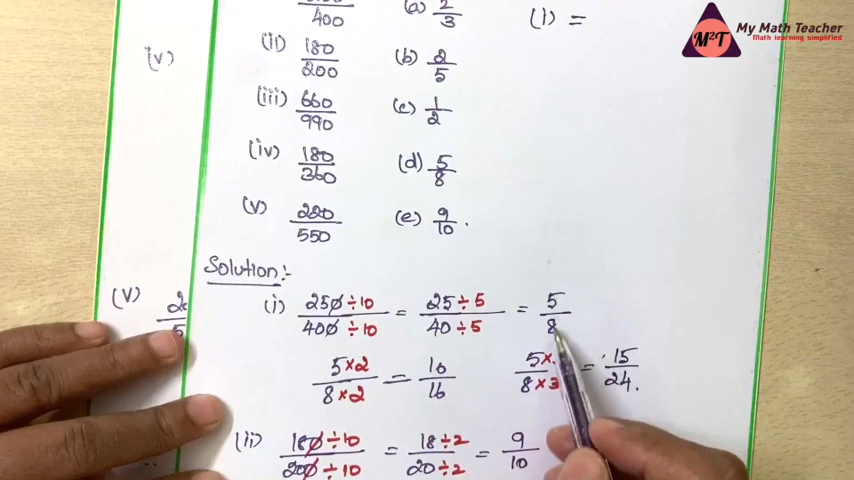 400 (a) 2/3 (1) =
My Math Teacher
M²T Math learning simplified
(v) (ii) 180/200 (b) 2/5
(iii) 660/990 (c) 1/2
(iv) 180/360 (d) 5/8
(v) 220/550 (e) 9/10.
Solution:-
(v) (i) 250÷10/400÷10 = 25÷5/40÷5 = 5/8
5×2/8×2 = 10/16 5×/8×3 = 15/24.
(ii) 180÷10/200÷10 = 18÷2/20÷2 = 9/10